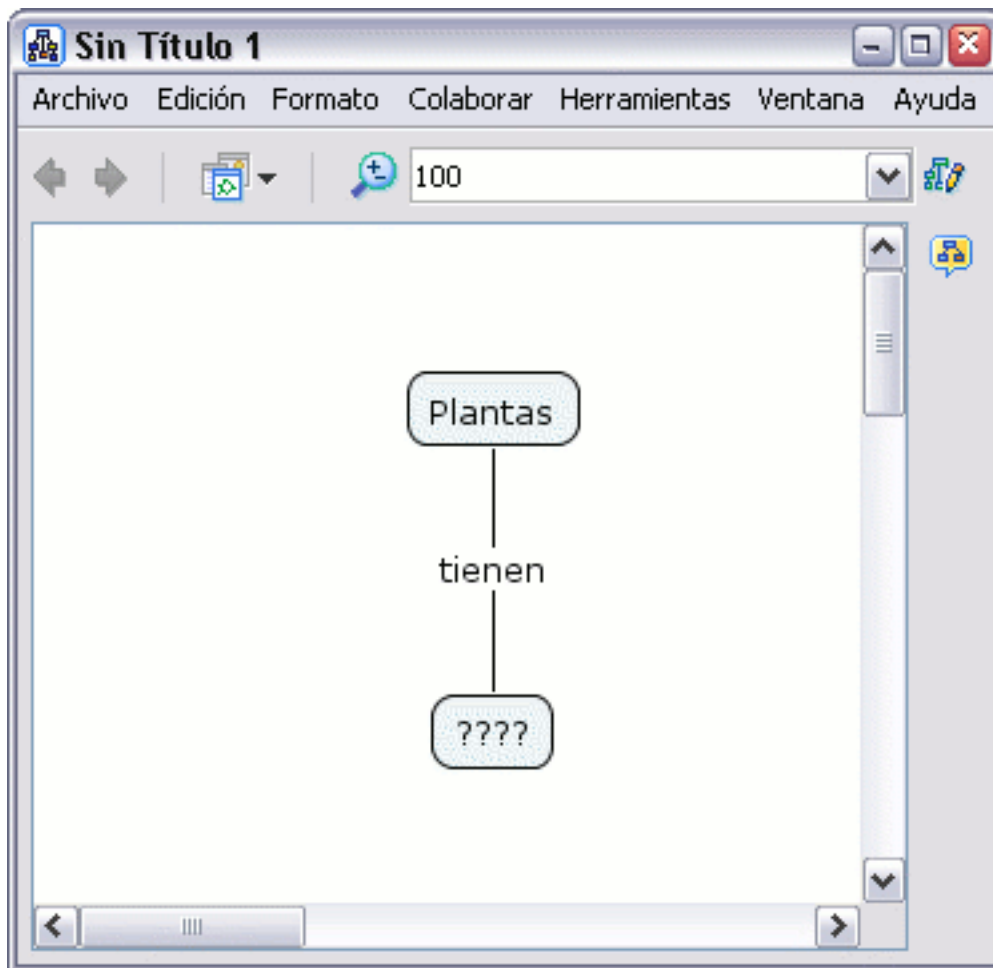 Sin Título 1
Archivo Edición Formato Colaborar Herramientas Ventana Ayuda
100
Plantas
tienen
????